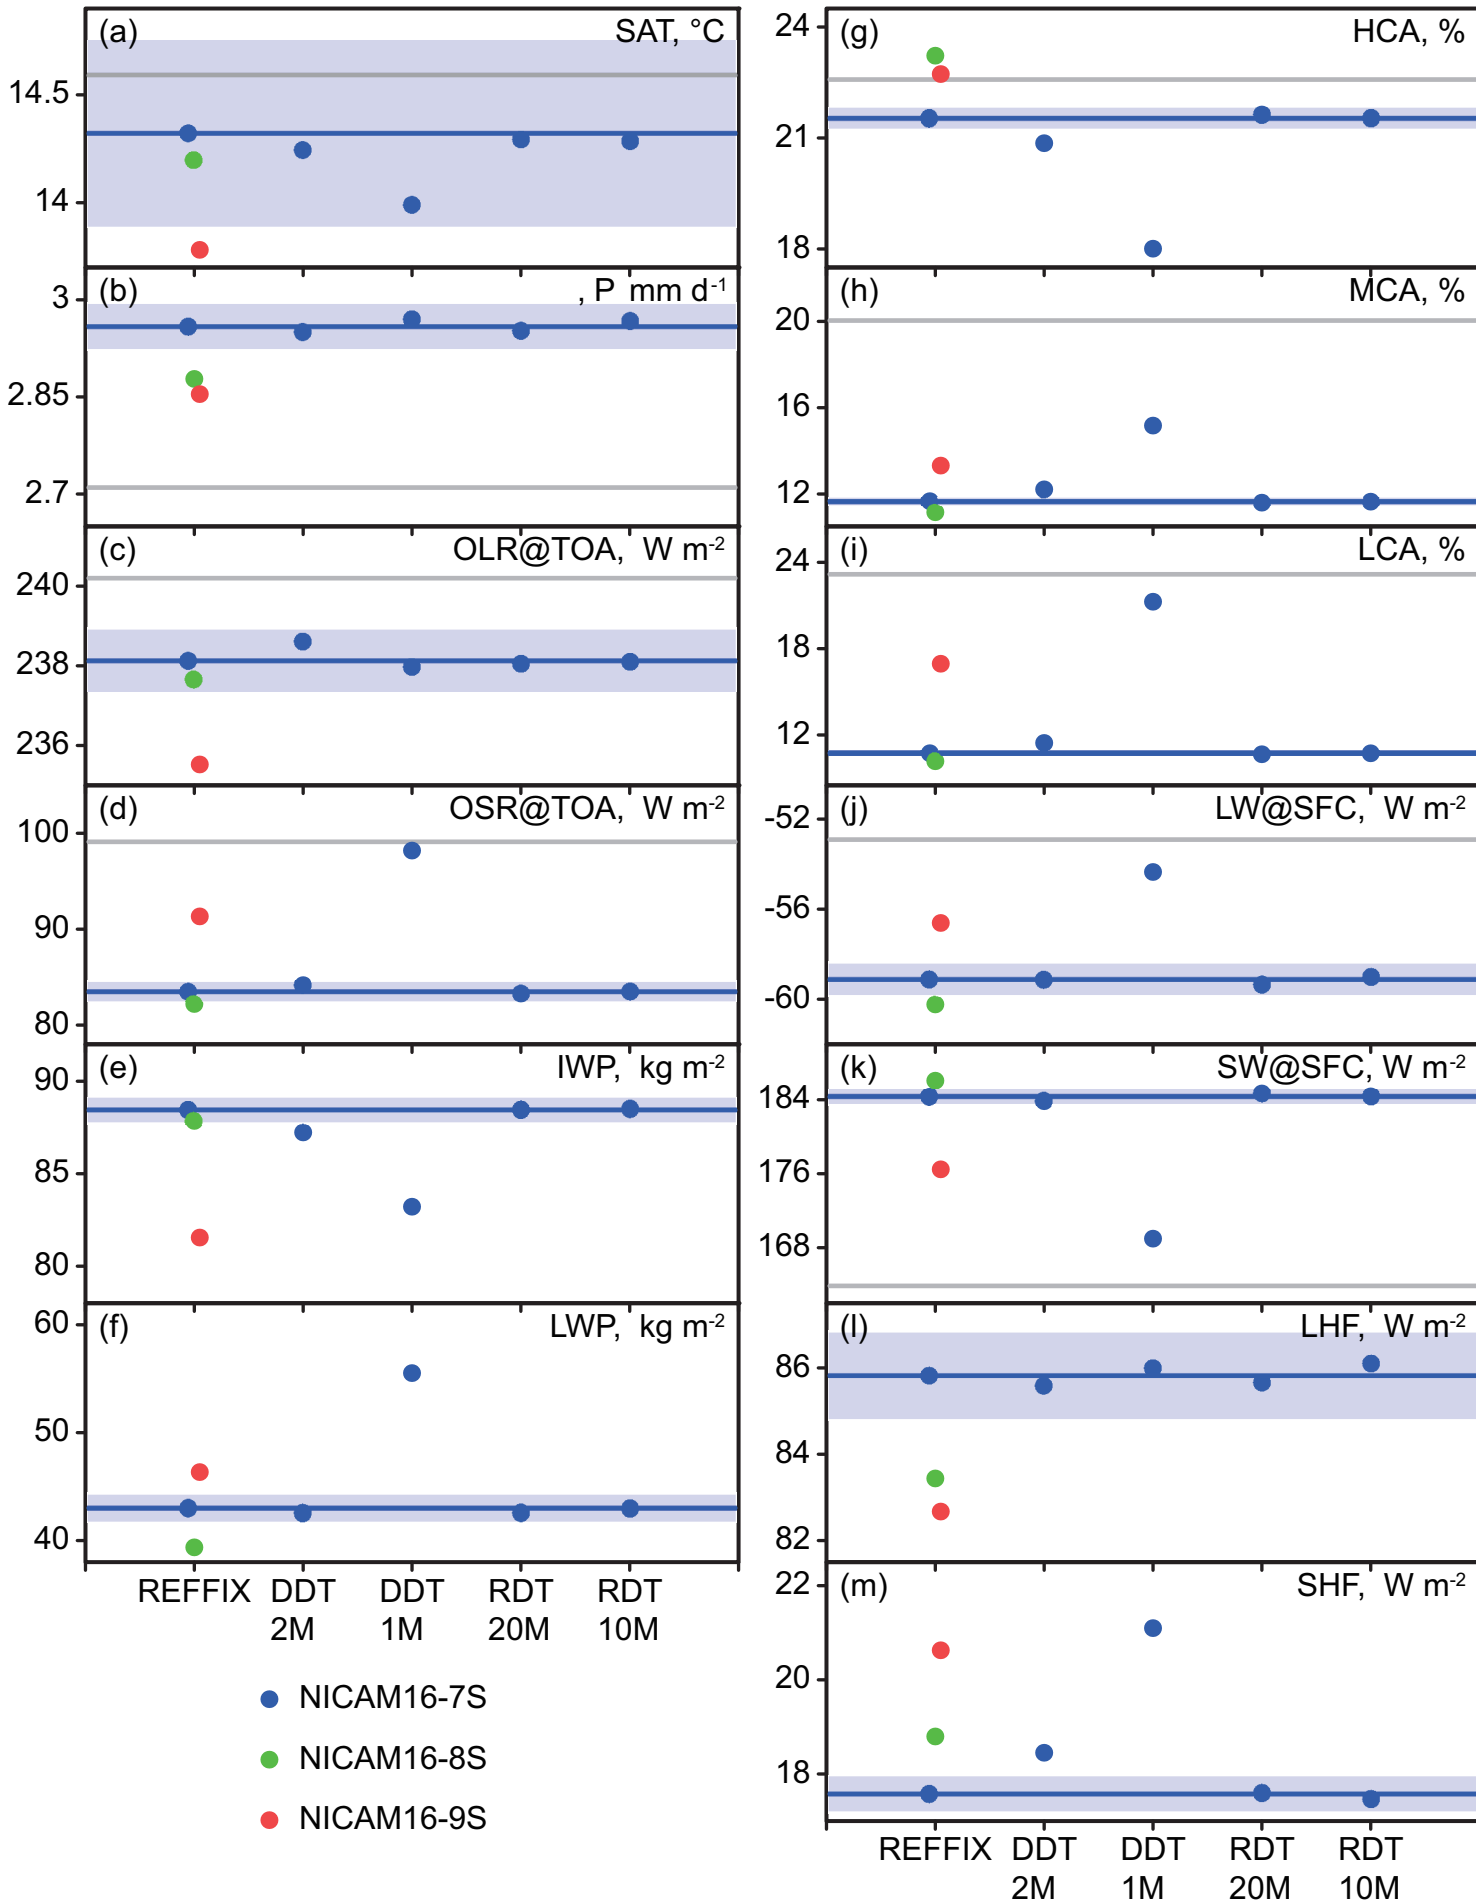 (a) SAT, °C
14.5
14
(b) , P mm d-1
3
2.85
2.7
(c) OLR@TOA, W m-2
240
238
236
(d) OSR@TOA, W m-2
100
90
80
(e) IWP, kg m-2
90
85
80
(f) LWP, kg m-2
60
50
40
REFFIX DDT DDT RDT RDT
2M 1M 20M 10M
NICAM16-7S
NICAM16-8S
NICAM16-9S
(g) HCA, %
24
21
18
(h) MCA, %
20
16
12
(i) LCA, %
24
18
12
(j) LW@SFC, W m-2
-52
-56
-60
(k) SW@SFC, W m-2
184
176
168
(l) LHF, W m-2
86
84
82
(m) SHF, W m-2
22
20
18
REFFIX DDT DDT RDT RDT
2M 1M 20M 10M